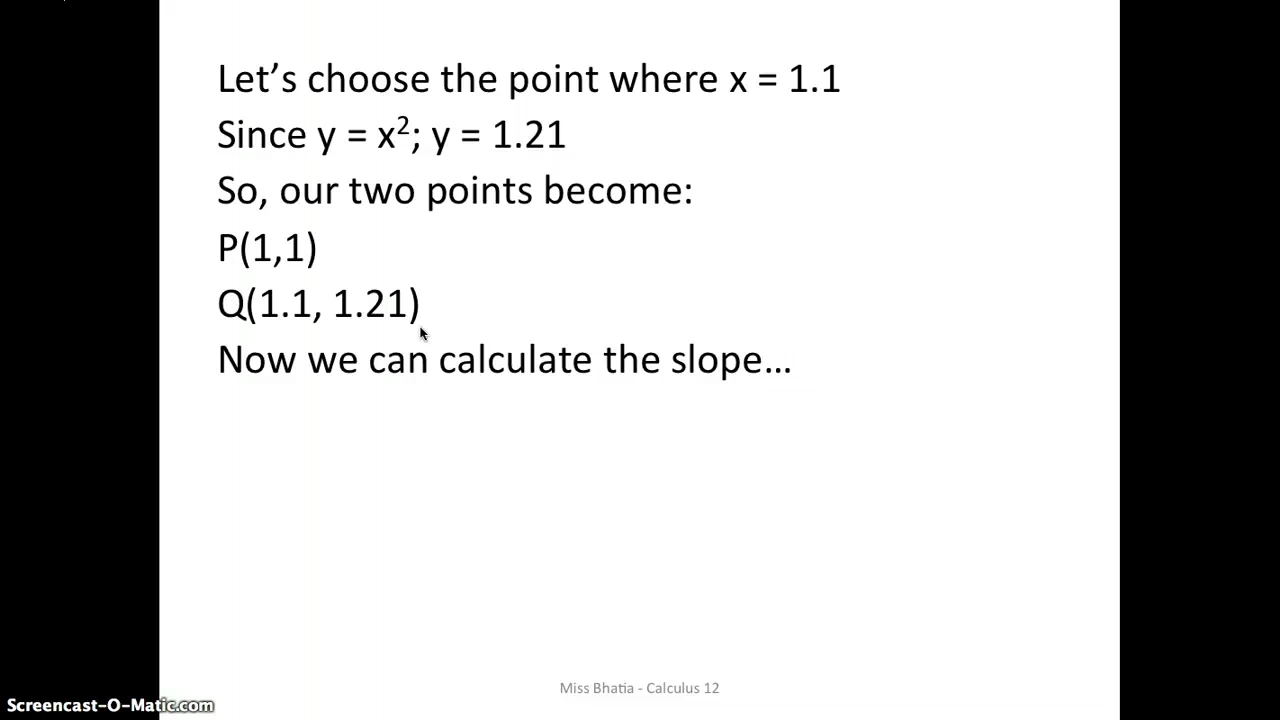 Let’s choose the point where x = 1.1
Since y = x²; y = 1.21
So, our two points become:
P(1,1)
Q(1.1, 1.21)
Now we can calculate the slope…
Miss Bhatia - Calculus 12
Screencast-O-Matic.com